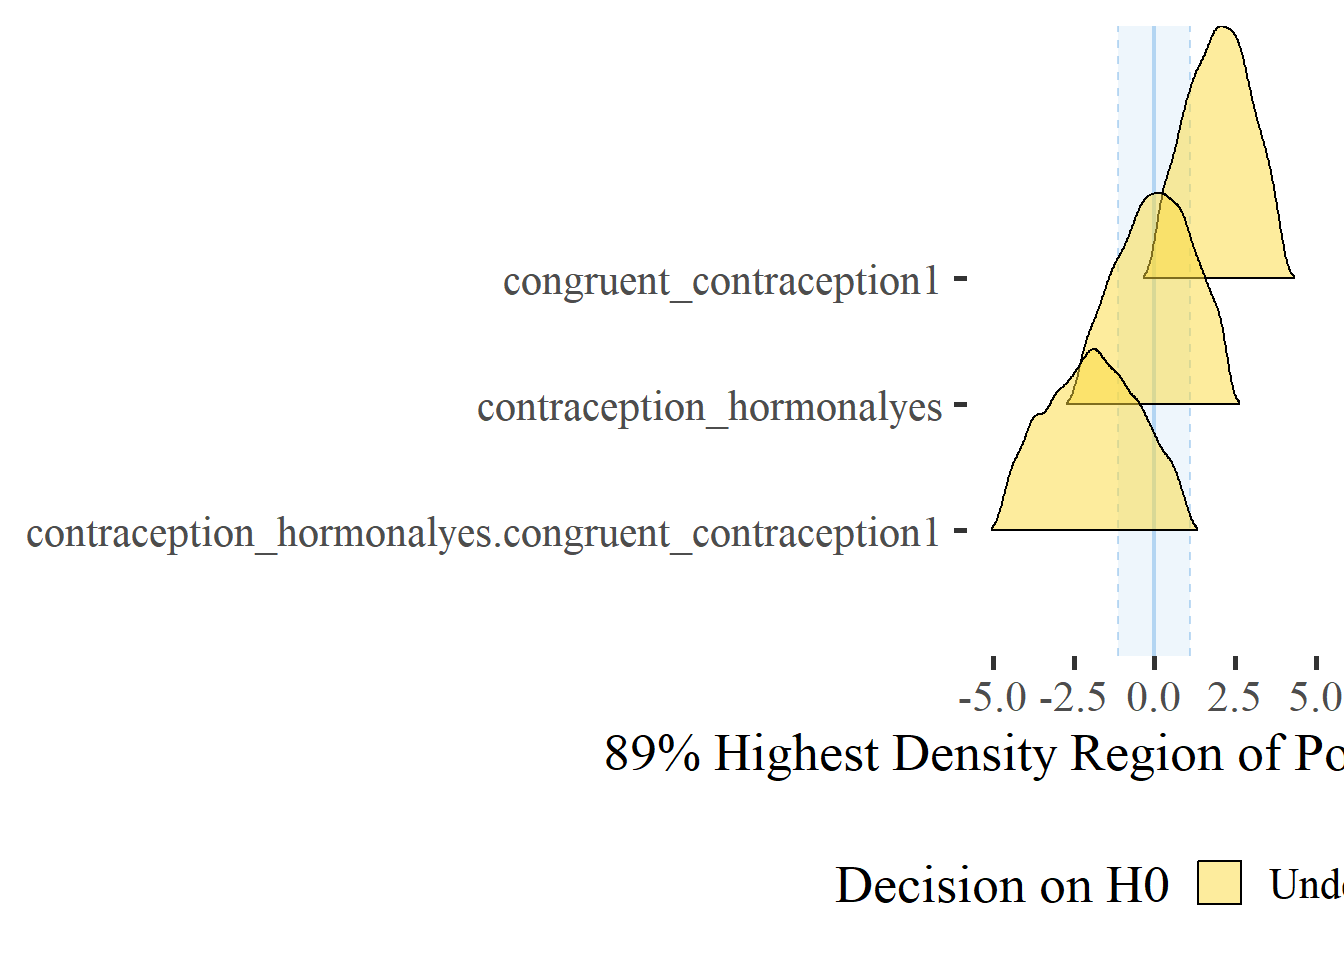 congruent_contraception1
contraception_hormonalyes
contraception_hormonalyes.congruent_contraception1
-5.0 -2.5 0.0 2.5 5.0
89% Highest Density Region of Po
Decision on H0 Unde